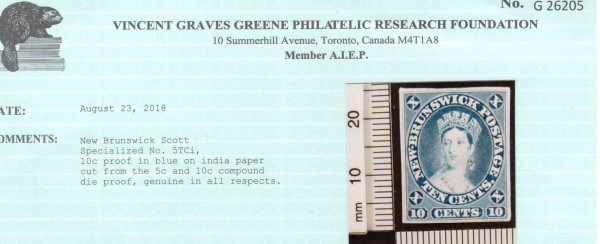 No. G 26205
VINCENT GRAVES GREENE PHILATELIC RESEARCH FOUNDATION
10 Summerhill Avenue, Toronto, Canada M4T1A8
Member A.I.E.P.
ATE: August 23, 2018
OMMENTS: New Brunswick Scott
Specialized No. 5TCi,
10c proof in blue on india paper
cut from the 5c and 10c compound
die proof, genuine in all respects.
mm 10 20
NEW-BRUNSWICK POSTAGE
TEN CENTS
10 CENTS 10